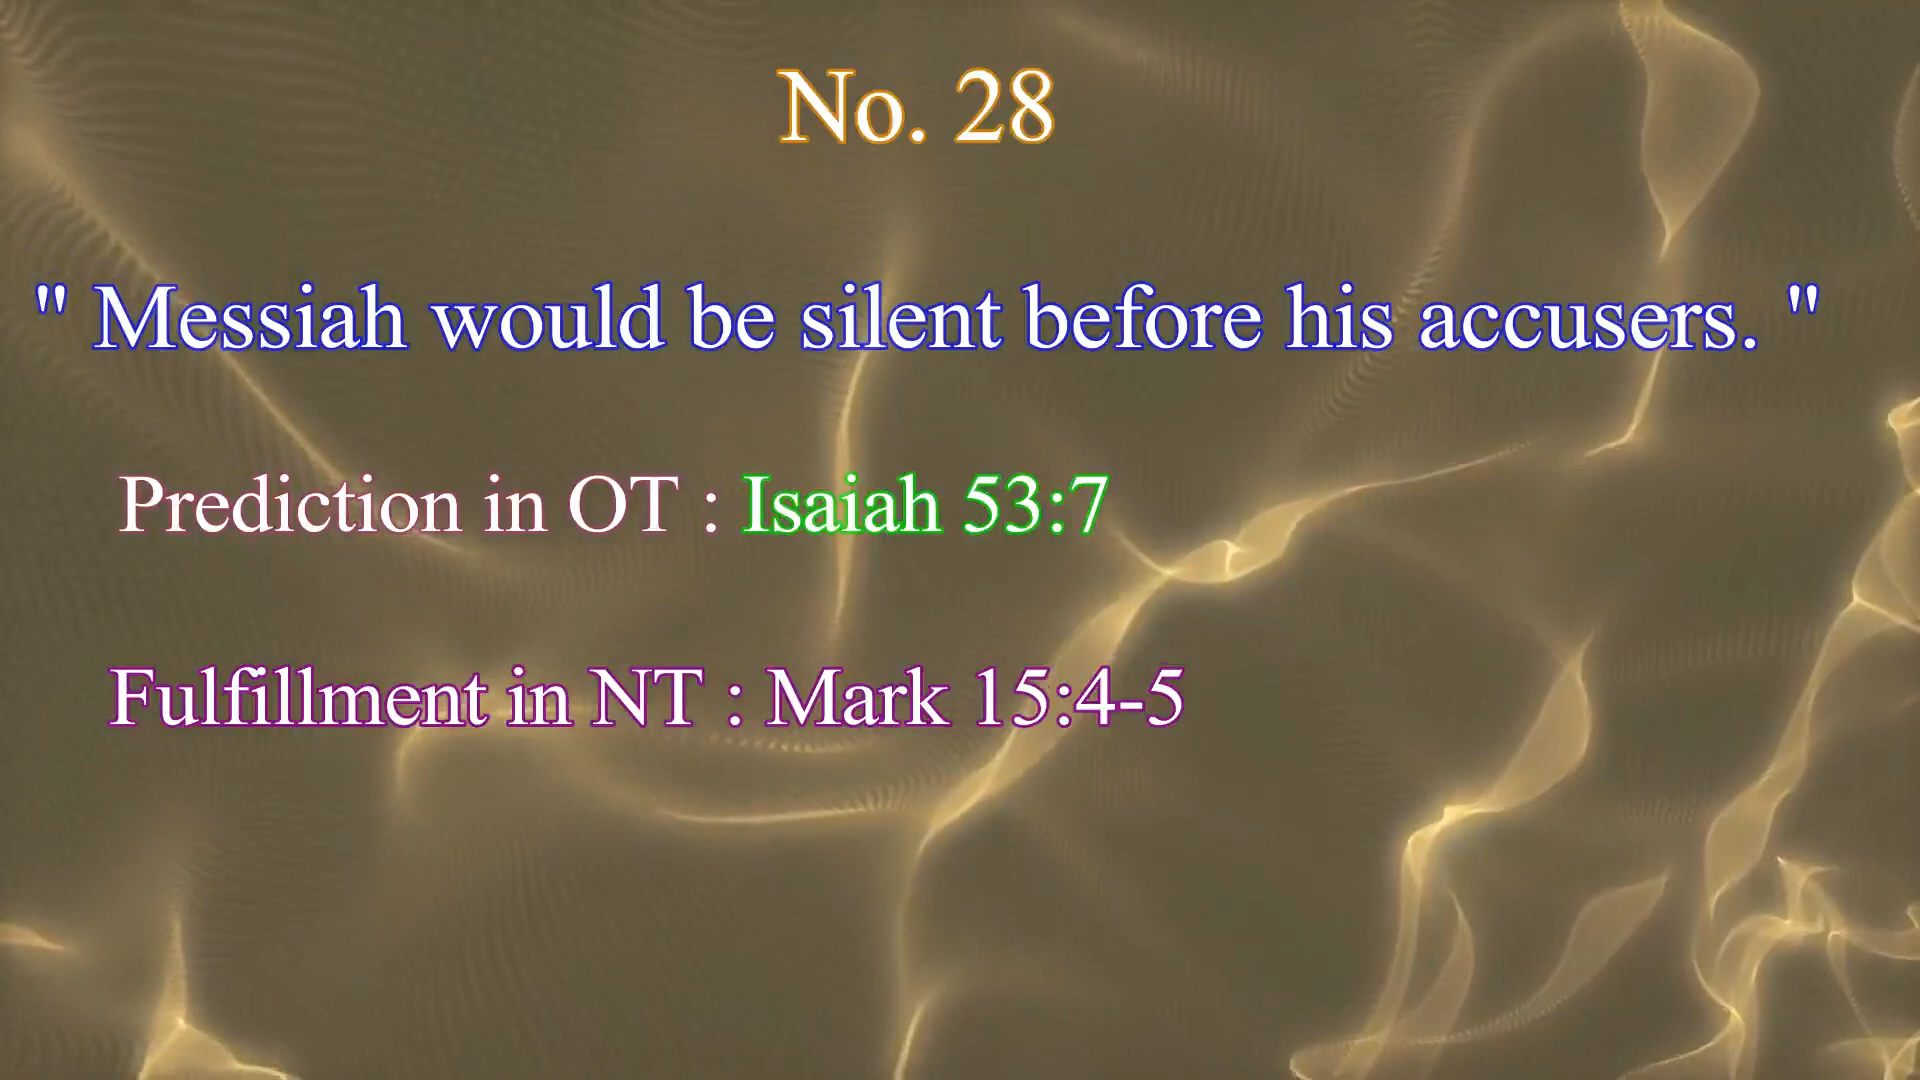 No. 28
" Messiah would be silent before his accusers. "
Prediction in OT : Isaiah 53:7
Fulfillment in NT : Mark 15:4-5